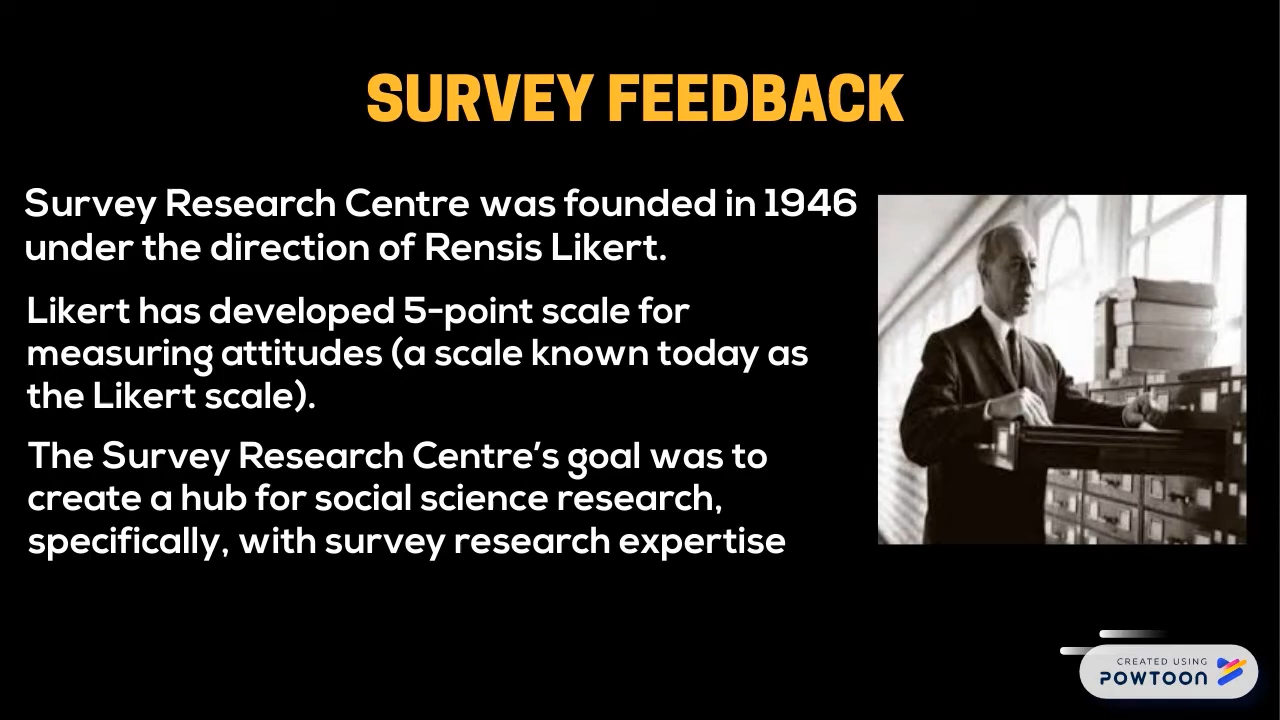 SURVEY FEEDBACK
Survey Research Centre was founded in 1946
under the direction of Rensis Likert.
Likert has developed 5-point scale for
measuring attitudes (a scale known today as
the Likert scale).
The Survey Research Centre’s goal was to
create a hub for social science research,
specifically, with survey research expertise
CREATED USING
POWTOON